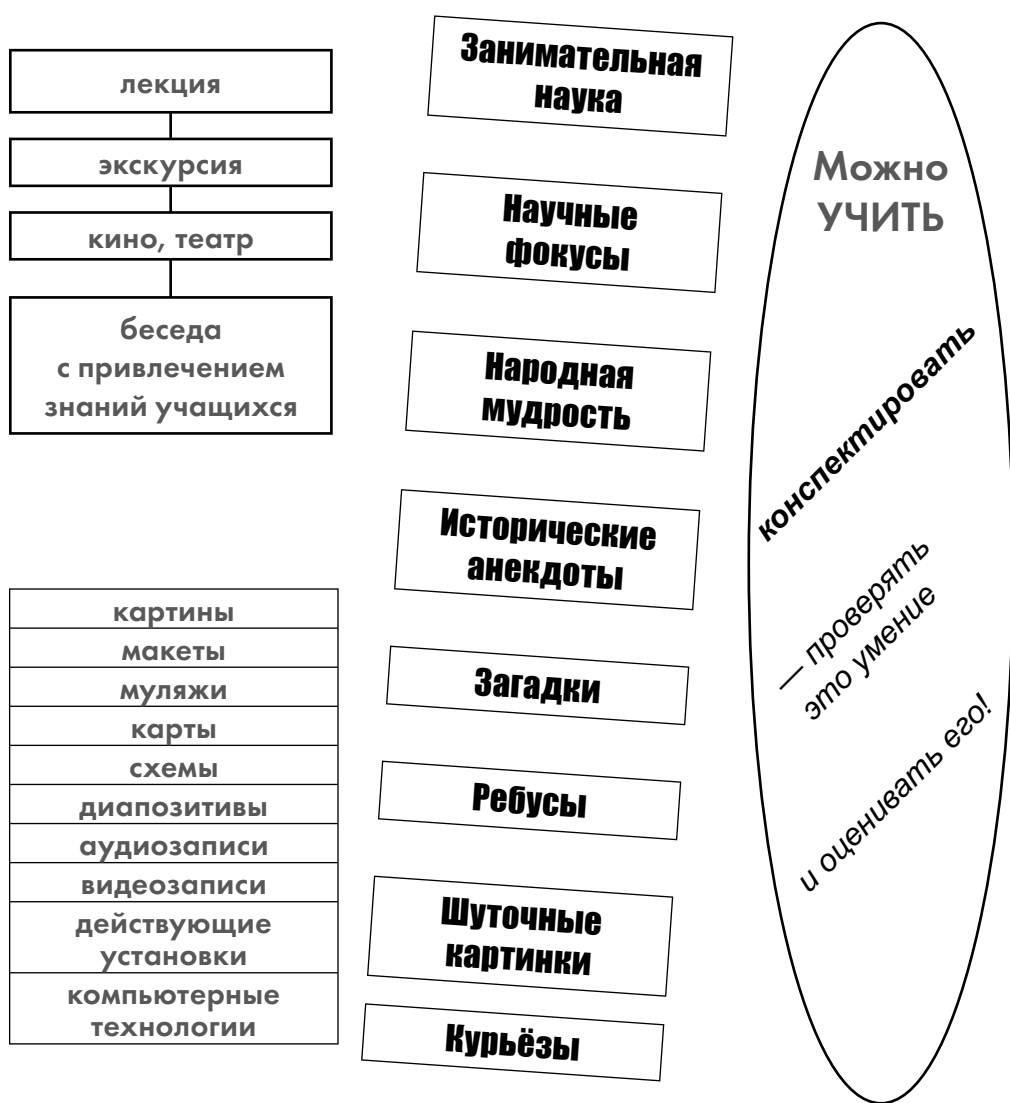 лекция
экскурсия
кино, театр
беседа
с привлечением
знаний учащихся
картины
макеты
муляжи
карты
схемы
диапозитивы
аудиозаписи
видеозаписи
действующие
установки
компьютерные
технологии
Занимательная
наука
Научные
фокусы
Народная
мудрость
Исторические
анекдоты
Загадки
Ребусы
Шуточные
картинки
Курьёзы
Можно
УЧИТЬ
конспектировать
— проверять
это умение
и оценивать его!